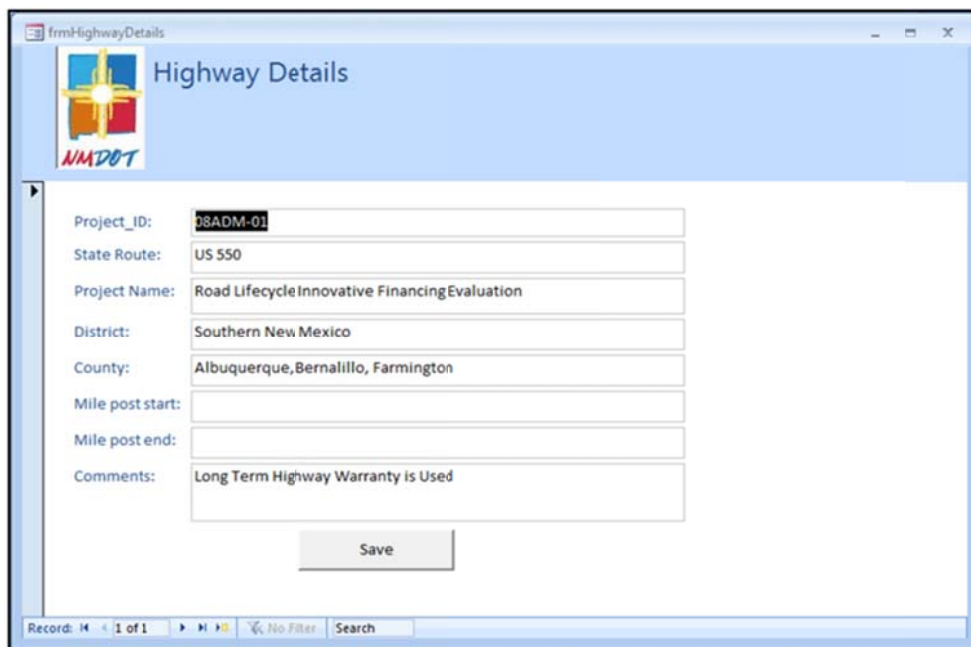 frmHighwayDetails
Highway Details
NMDOT
Project_ID: 08ADM-01
State Route: US 550
Project Name: Road Lifecycle Innovative Financing Evaluation
District: Southern New Mexico
County: Albuquerque, Bernalillo, Farmington
Mile post start:
Mile post end:
Comments: Long Term Highway Warranty is Used
Save
Record: 1 of 1 No Filter Search